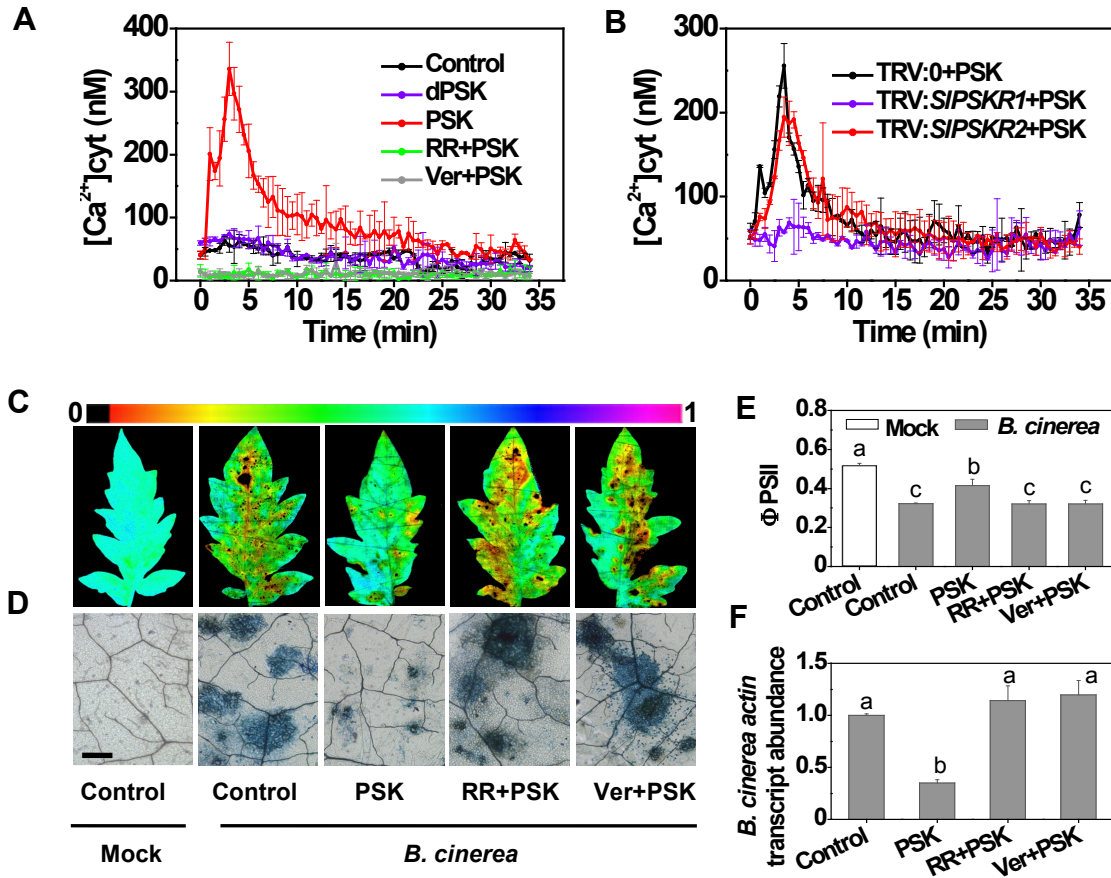 A
[Ca2+]cyt (nM)
400
300
200
100
0
Control
dPSK
PSK
RR+PSK
Ver+PSK
0 5 10 15 20 25 30 35
Time (min)
B
[Ca2+]cyt (nM)
300
200
100
0
TRV:0+PSK
TRV:SlPSKR1+PSK
TRV:SlPSKR2+PSK
0 5 10 15 20 25 30 35
Time (min)
C
0 1
D
Control Control PSK RR+PSK Ver+PSK
Mock B. cinerea
E
ΦPSII
0.8
0.6
0.4
0.2
0
Mock B. cinerea
a c b c c
Control Control PSK RR+PSK Ver+PSK
F
B. cinerea actin
transcript abundance
1.5
1.0
0.5
0
a b a a
Control PSK RR+PSK Ver+PSK